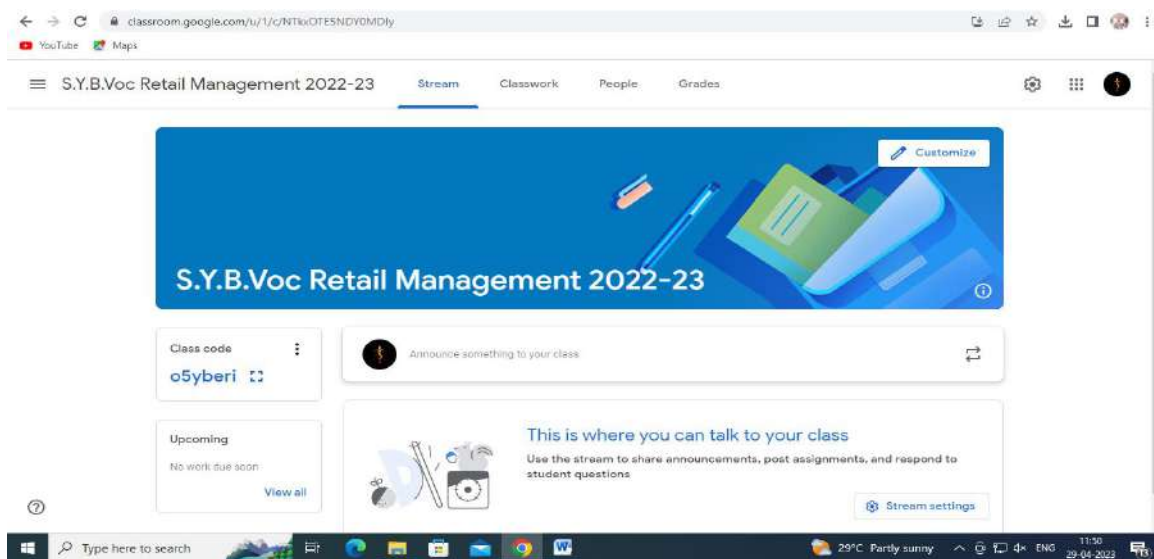 classroom.google.com/u/1/c/NTkxOTE5NDY0MDIy
YouTube Maps
S.Y.B.Voc Retail Management 2022-23 Stream Classwork People Grades
Customize
S.Y.B.Voc Retail Management 2022-23
Class code
o5yberi
Announce something to your class
Upcoming
No work due soon
View all
This is where you can talk to your class
Use the stream to share announcements, post assignments, and respond to
student questions
Stream settings
Type here to search
29°C Partly sunny ENG 11:50
29-04-2023